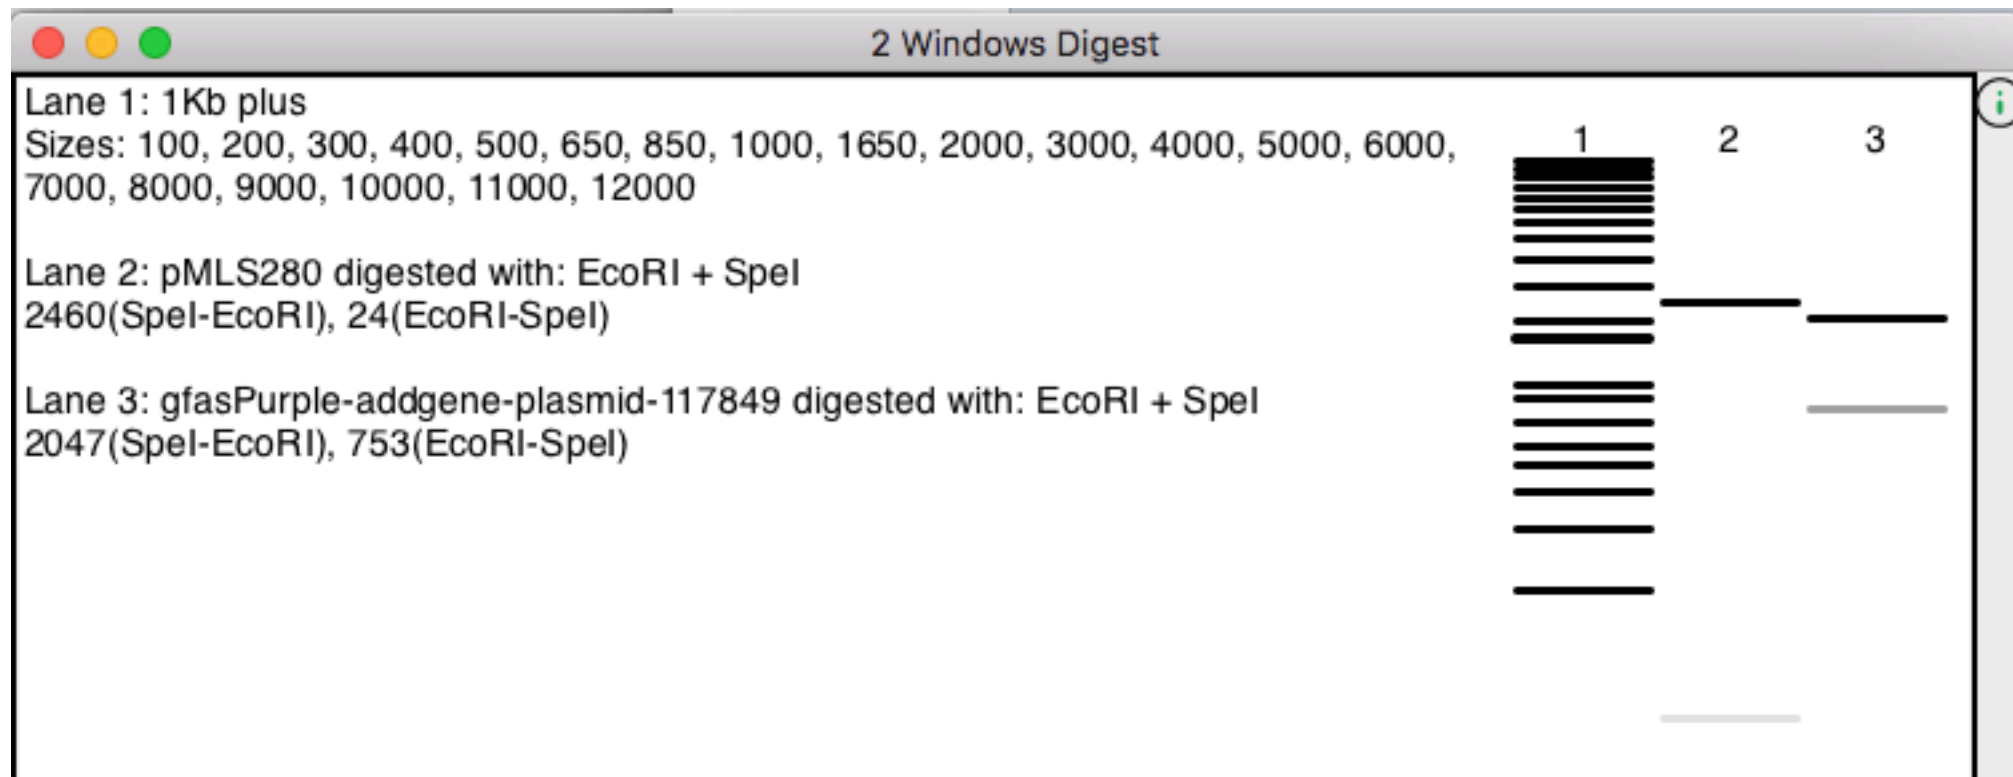 2 Windows Digest
Lane 1: 1Kb plus
Sizes: 100, 200, 300, 400, 500, 650, 850, 1000, 1650, 2000, 3000, 4000, 5000, 6000,
7000, 8000, 9000, 10000, 11000, 12000
Lane 2: pMLS280 digested with: EcoRI + SpeI
2460(SpeI-EcoRI), 24(EcoRI-SpeI)
Lane 3: gfasPurple-addgene-plasmid-117849 digested with: EcoRI + SpeI
2047(SpeI-EcoRI), 753(EcoRI-SpeI)
1 2 3
i